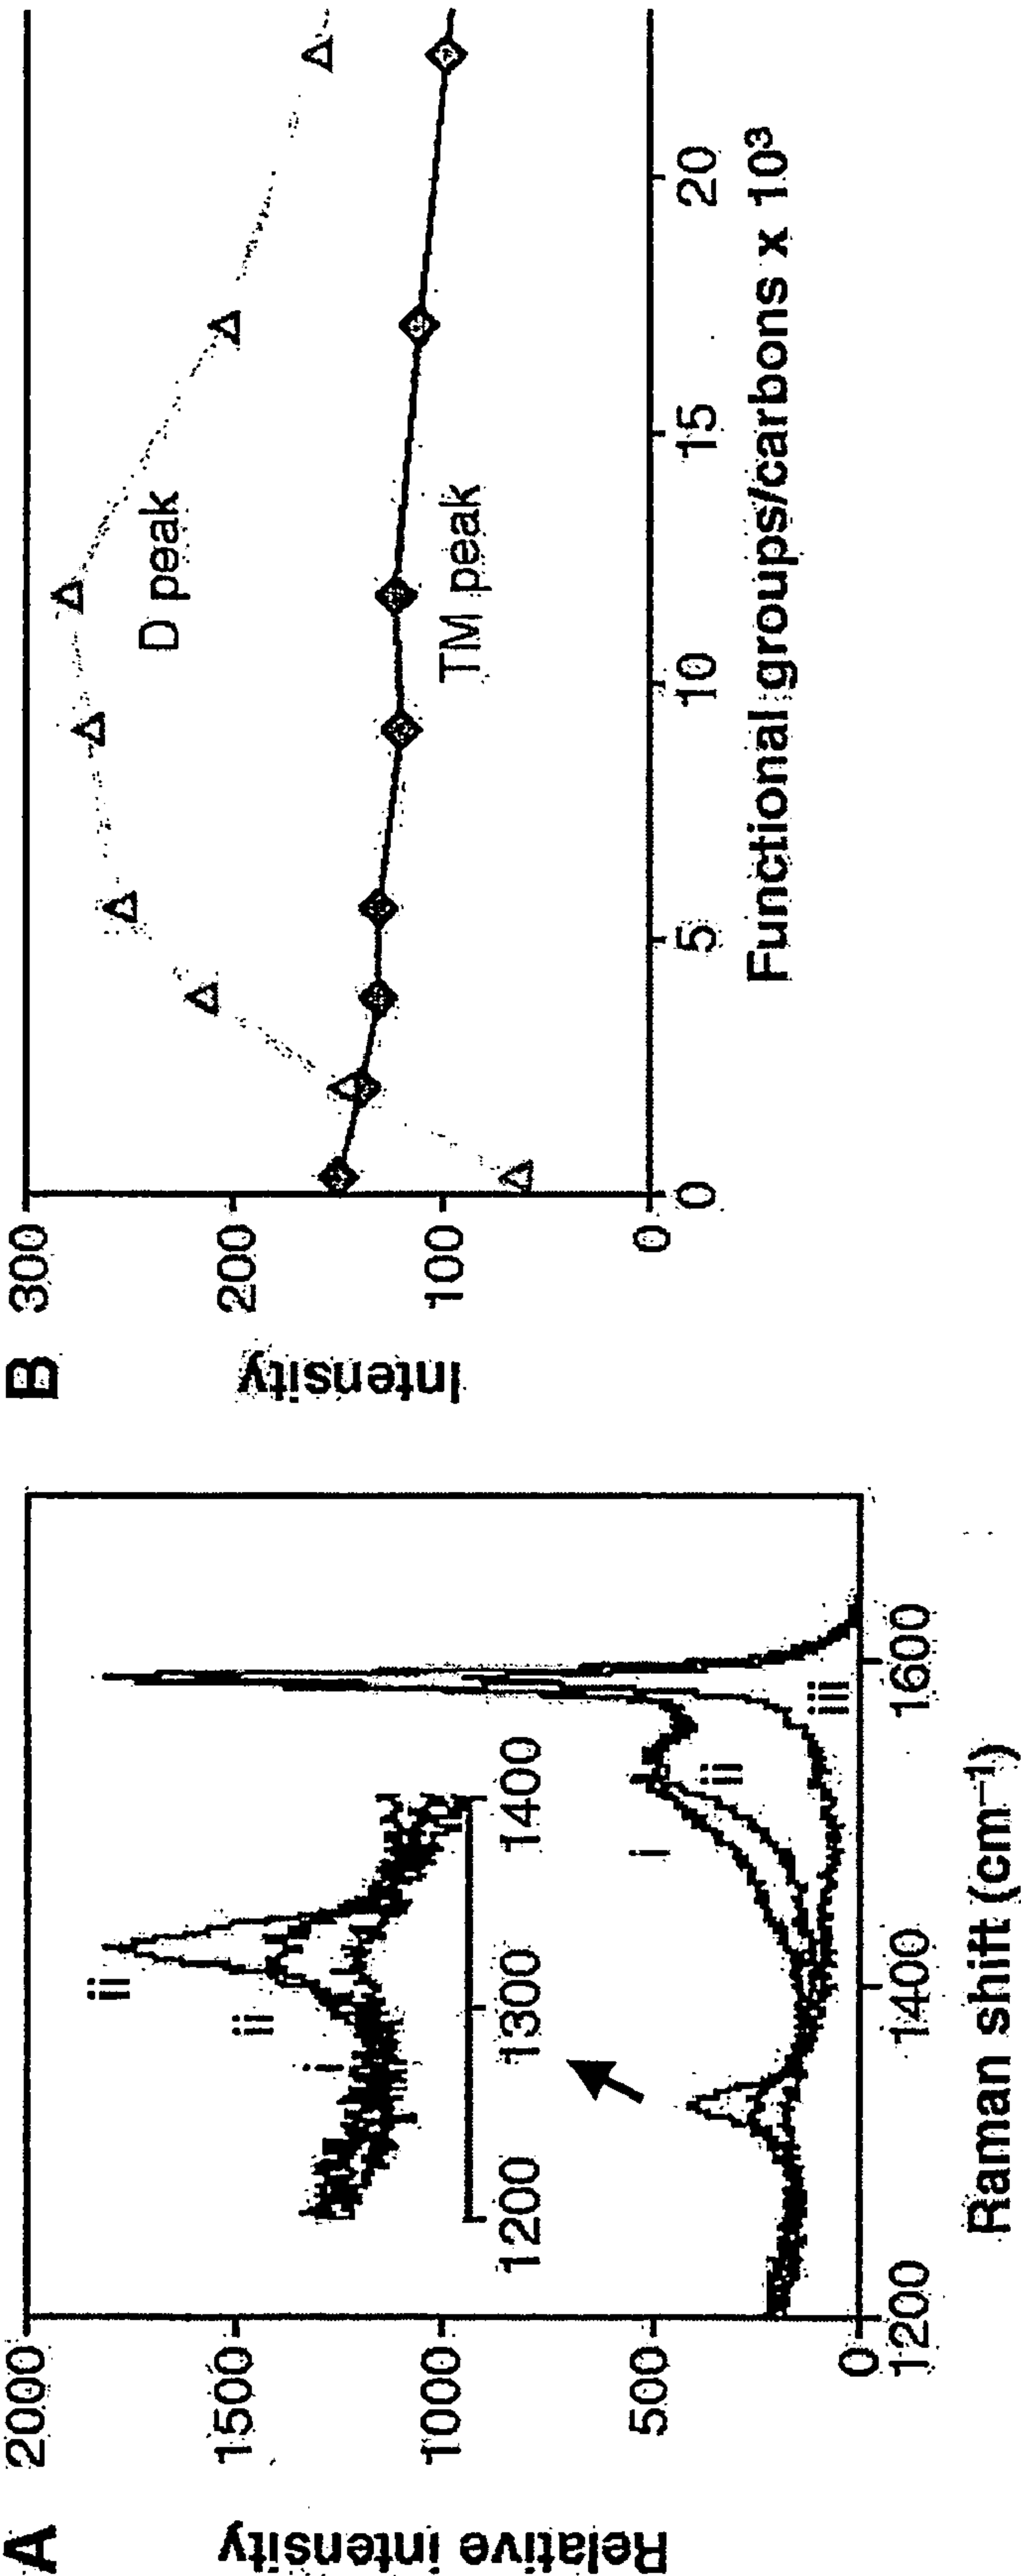 A
Relative intensity
2000
1500
1000
500
0
1200
1400
1600
Raman shift (cm⁻¹)
ii
ii
i
1200
1300
1400
i
ii
iii
B
Intensity
300
200
100
0
0
5
10
15
20
Functional groups/carbons x 10³
D peak
TM peak